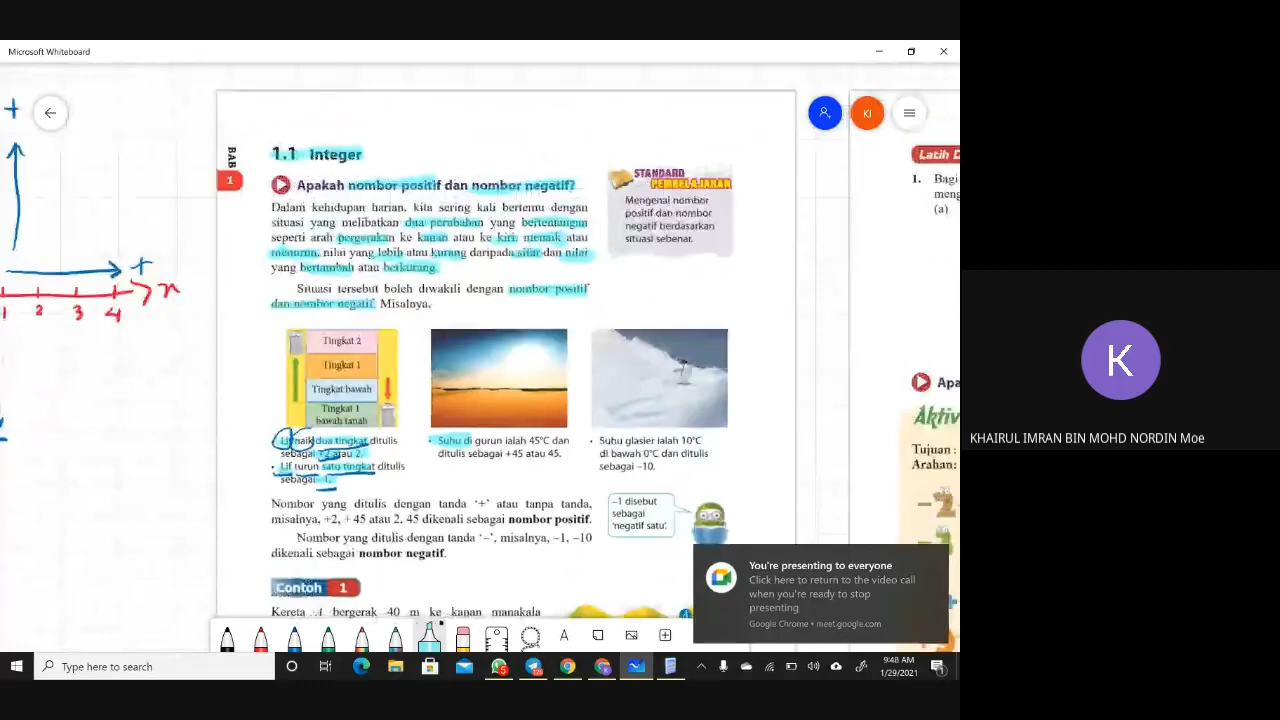 Microsoft Whiteboard
+
KI
BAB
1
1.1 Integer
Apakah nombor positif dan nombor negatif?
Dalam kehidupan harian, kita sering kali bertemu dengan
situasi yang melibatkan dua perubahan yang bertentangan
seperti arah pergerakan ke kanan atau ke kiri, menaik atau
menurun, nilai yang lebih atau kurang daripada sifar dan nilai
yang bertambah atau berkurang.
Situasi tersebut boleh diwakili dengan nombor positif
dan nombor negatif. Misalnya,
STANDARD
PEMBELAJARAN
Mengenal nombor
positif dan nombor
negatif berdasarkan
situasi sebenar.
+
1 2 3 4
Tingkat 2
Tingkat 1
Tingkat bawah
Tingkat 1
bawah tanah
• Lif naik dua tingkat ditulis
sebagai +2 atau 2.
• Lif turun satu tingkat ditulis
sebagai –1.
• Suhu di gurun ialah 45°C dan
ditulis sebagai +45 atau 45.
• Suhu glasier ialah 10°C
di bawah 0°C dan ditulis
sebagai –10.
Nombor yang ditulis dengan tanda ‘+’ atau tanpa tanda,
misalnya, +2, +45 atau 2, 45 dikenali sebagai nombor positif.
Nombor yang ditulis dengan tanda ‘–’, misalnya, –1, –10
dikenali sebagai nombor negatif.
–1 disebut
sebagai
‘negatif satu’.
Contoh 1
Kereta A bergerak 40 m ke kanan manakala
Latih D
1. Bagi
meng
(a)
Apa
Aktiv
Tujuan :
Arahan:
You're presenting to everyone
Click here to return to the video call
when you're ready to stop
presenting
Google Chrome • meet.google.com
K
KHAIRUL IMRAN BIN MOHD NORDIN Moe
A
Type here to search
9:48 AM
1/29/2021